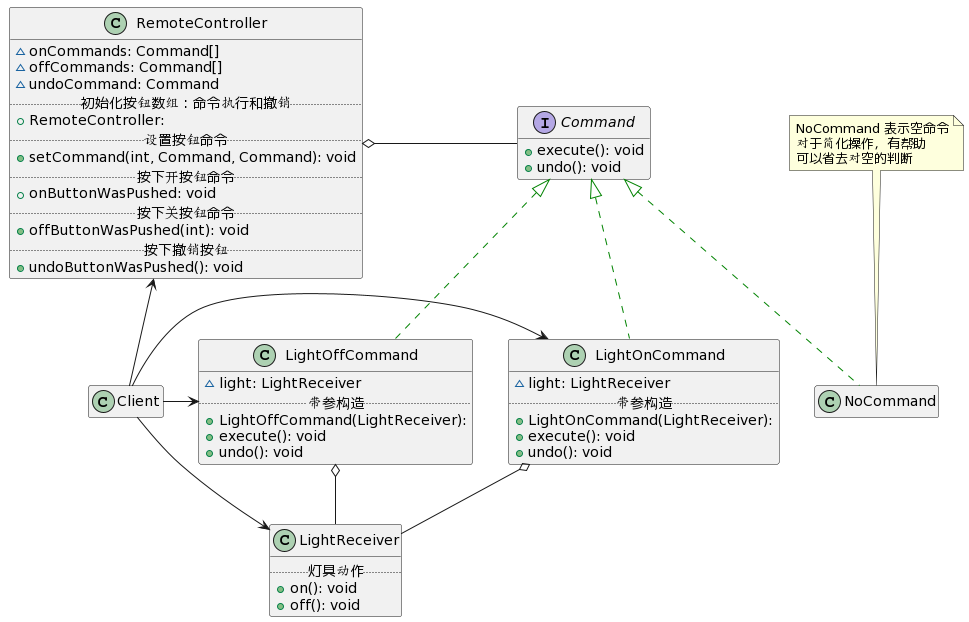 C RemoteController
onCommands: Command[]
offCommands: Command[]
undoCommand: Command
初始化按钮数组：命令执行和撤销
RemoteController:
设置按钮命令
setCommand(int, Command, Command): void
按下开按钮命令
onButtonWasPushed: void
按下关按钮命令
offButtonWasPushed(int): void
按下撤销按钮
undoButtonWasPushed(): void
I Command
execute(): void
undo(): void
NoCommand 表示空命令
对于简化操作，有帮助
可以省去对空的判断
C LightOffCommand
light: LightReceiver
带参构造
LightOffCommand(LightReceiver):
execute(): void
undo(): void
C LightOnCommand
light: LightReceiver
带参构造
LightOnCommand(LightReceiver):
execute(): void
undo(): void
C Client
C NoCommand
C LightReceiver
灯具动作
on(): void
off(): void